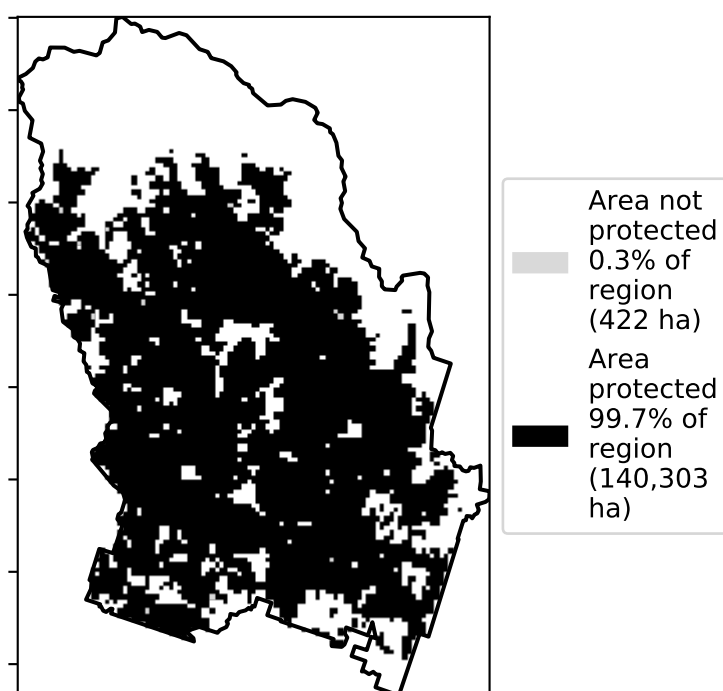 Area not
protected
0.3% of
region
(422 ha)
Area
protected
99.7% of
region
(140,303
ha)